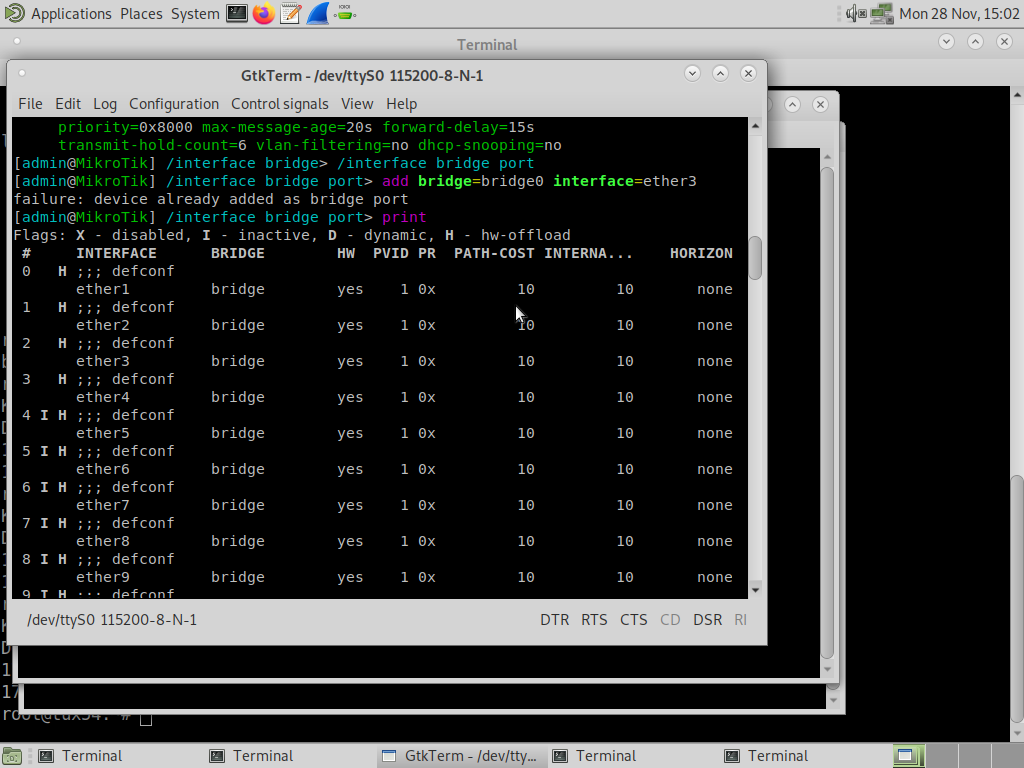 Applications Places System Mon 28 Nov, 15:02
Terminal
GtkTerm - /dev/ttyS0 115200-8-N-1
File Edit Log Configuration Control signals View Help
priority=0x8000 max-message-age=20s forward-delay=15s
transmit-hold-count=6 vlan-filtering=no dhcp-snooping=no
[admin@MikroTik] /interface bridge> /interface bridge port
[admin@MikroTik] /interface bridge port> add bridge=bridge0 interface=ether3
failure: device already added as bridge port
[admin@MikroTik] /interface bridge port> print
Flags: X - disabled, I - inactive, D - dynamic, H - hw-offload
# INTERFACE BRIDGE HW PVID PR PATH-COST INTERNA... HORIZON
0 H ;;; defconf
ether1 bridge yes 1 0x 10 10 none
1 H ;;; defconf
ether2 bridge yes 1 0x 10 10 none
2 H ;;; defconf
ether3 bridge yes 1 0x 10 10 none
3 H ;;; defconf
ether4 bridge yes 1 0x 10 10 none
4 I H ;;; defconf
ether5 bridge yes 1 0x 10 10 none
5 I H ;;; defconf
ether6 bridge yes 1 0x 10 10 none
6 I H ;;; defconf
ether7 bridge yes 1 0x 10 10 none
7 I H ;;; defconf
ether8 bridge yes 1 0x 10 10 none
8 I H ;;; defconf
ether9 bridge yes 1 0x 10 10 none
9 I H ;;; defconf
/dev/ttyS0 115200-8-N-1 DTR RTS CTS CD DSR RI
17
Terminal Terminal GtkTerm - /dev/tty... Terminal Terminal